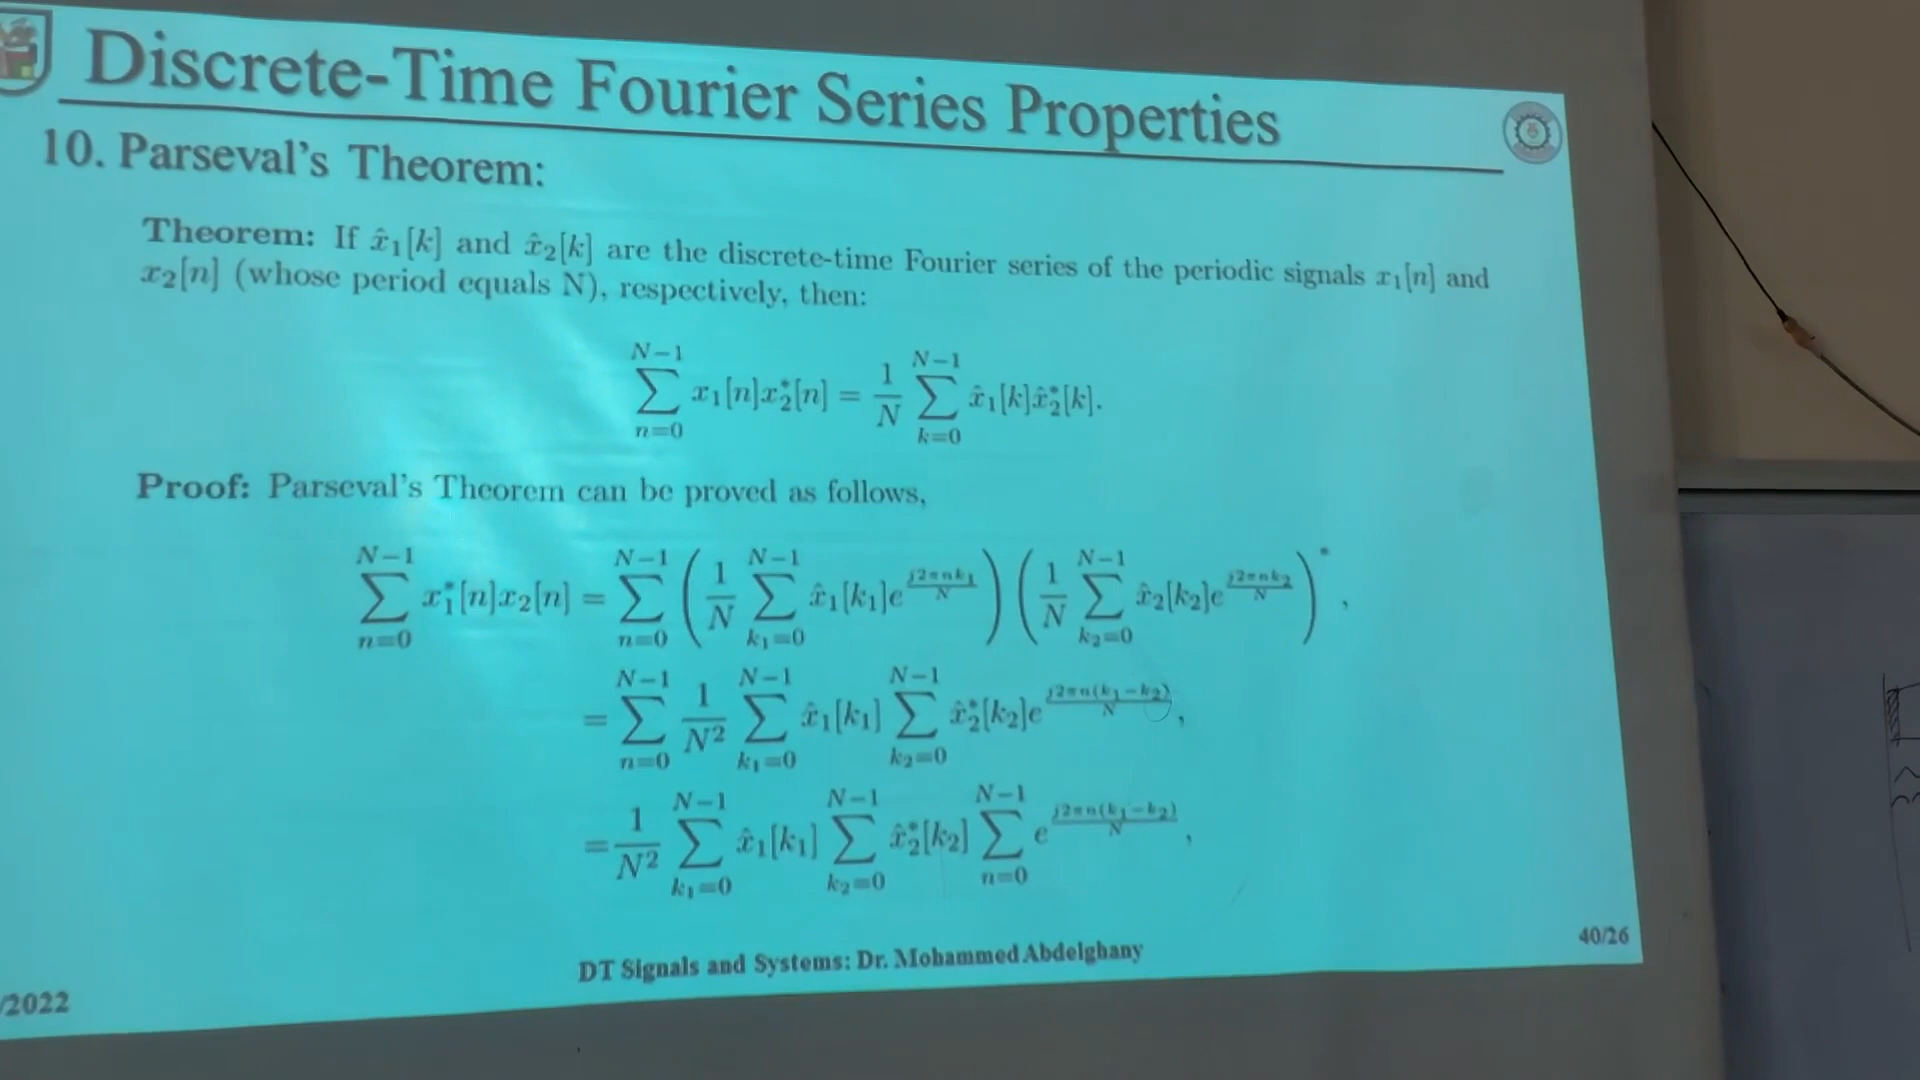 Discrete-Time Fourier Series Properties
10. Parseval's Theorem:
Theorem: If x̂₁[k] and x̂₂[k] are the discrete-time Fourier series of the periodic signals x₁[n] and
x₂[n] (whose period equals N), respectively, then:
∑_{n=0}^{N−1} x₁[n]x₂*[n] = 1/N ∑_{k=0}^{N−1} x̂₁[k]x̂₂*[k].
Proof: Parseval's Theorem can be proved as follows,
∑_{n=0}^{N−1} x₁*[n]x₂[n] = ∑_{n=0}^{N−1} (1/N ∑_{k₁=0}^{N−1} x̂₁[k₁]e^{j2πnk₁/N}) (1/N ∑_{k₂=0}^{N−1} x̂₂[k₂]e^{j2πnk₂/N})*,
= ∑_{n=0}^{N−1} 1/N² ∑_{k₁=0}^{N−1} x̂₁[k₁] ∑_{k₂=0}^{N−1} x̂₂*[k₂]e^{j2πn(k₁−k₂)/N},
= 1/N² ∑_{k₁=0}^{N−1} x̂₁[k₁] ∑_{k₂=0}^{N−1} x̂₂*[k₂] ∑_{n=0}^{N−1} e^{j2πn(k₁−k₂)/N},
40/26
DT Signals and Systems: Dr. Mohammed Abdelghany
/2022